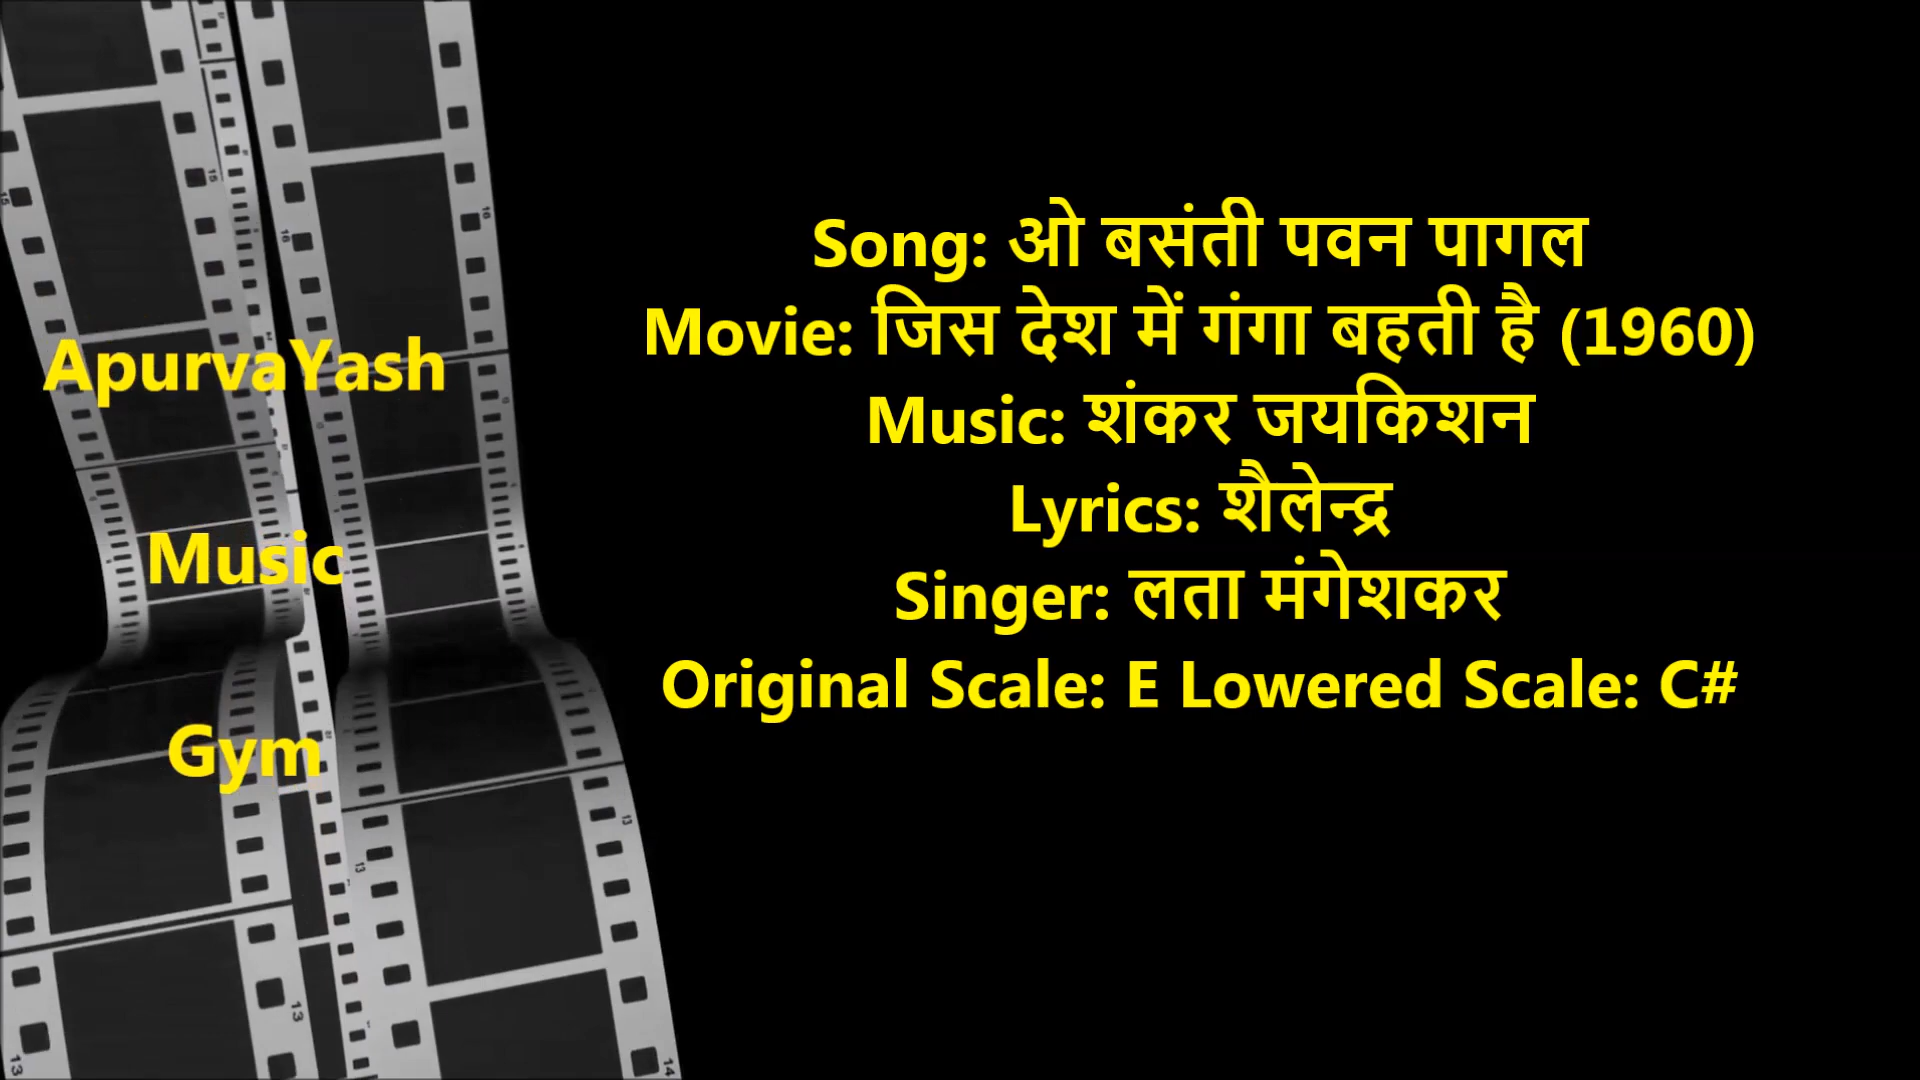 ApurvaYash
Music
Gym
Song: ओ बसंती पवन पागल
Movie: जिस देश में गंगा बहती है (1960)
Music: शंकर जयकिशन
Lyrics: शैलेन्द्र
Singer: लता मंगेशकर
Original Scale: E Lowered Scale: C#